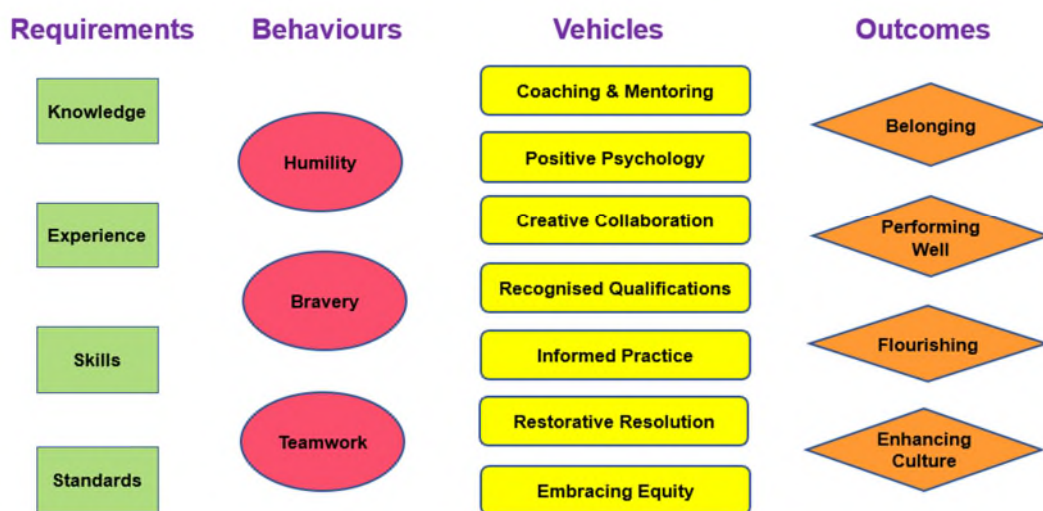 Requirements
Behaviours
Vehicles
Outcomes
Knowledge
Experience
Skills
Standards
Humility
Bravery
Teamwork
Coaching & Mentoring
Positive Psychology
Creative Collaboration
Recognised Qualifications
Informed Practice
Restorative Resolution
Embracing Equity
Belonging
Performing
Well
Flourishing
Enhancing
Culture